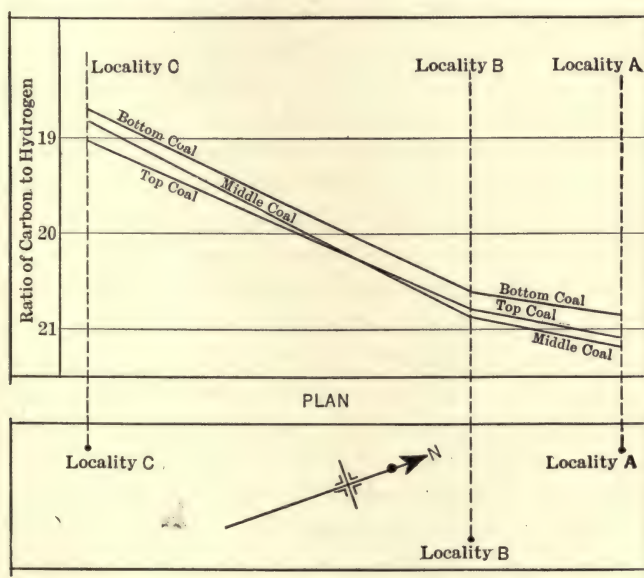 Locality C
Locality B
Locality A
Ratio of Carbon to Hydrogen
19
20
21
Bottom Coal
Middle Coal
Top Coal
Bottom Coal
Top Coal
Middle Coal
PLAN
N
Locality C
Locality A
Locality B